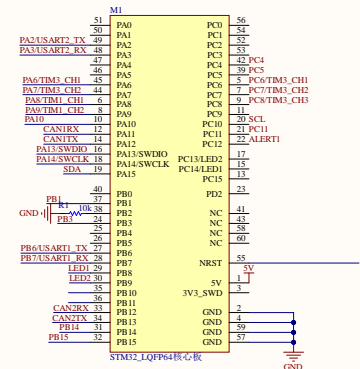 M1
51 PA0 PC0 56
50 PA1 PC1 54
PA2/USART2_TX 49 PA2 PC2 52
PA3/USART2_RX 48 PA3 PC3 53
47 PA4 PC4 42 PC4
46 PA5 PC5 39 PC5
PA6/TIM3_CH1 45 PA6 PC6 5 PC6/TIM3_CH1
PA7/TIM3_CH2 44 PA7 PC7 7 PC7/TIM3_CH2
PA8/TIM1_CH1 6 PA8 PC8 9 PC8/TIM3_CH3
PA9/TIM1_CH2 8 PA9 PC9 11
PA10 10 PA10 PC10 20 SCL
CAN1RX 12 PA11 PC11 21 PC11
CAN1TX 14 PA12 PC12 22 ALERT1
PA13/SWDIO 16 PA13/SWDIO PC13/LED2 17
PA14/SWCLK 18 PA14/SWCLK PC14/LED1 15
SDA 19 PA15 PC15 13
40 PB0 PD2 23
PB1 37 PB1
GND R1 10k 38 PB2 NC 41
PB3 24 PB3 NC 43
25 PB4 NC 58
26 PB5 NC 60
PB6/USART1_TX 27 PB6
PB7/USART1_RX 28 PB7 NRST 55
LED1 29 PB8 5V
LED2 30 PB9 5V 1
35 PB10 3V3_SWD 3
36 PB11
CAN2RX 33 PB12 GND 2
CAN2TX 34 PB13 GND 4
PB14 31 PB14 GND 59
PB15 32 PB15 GND 57
STM32_LQFP64核心板
GND